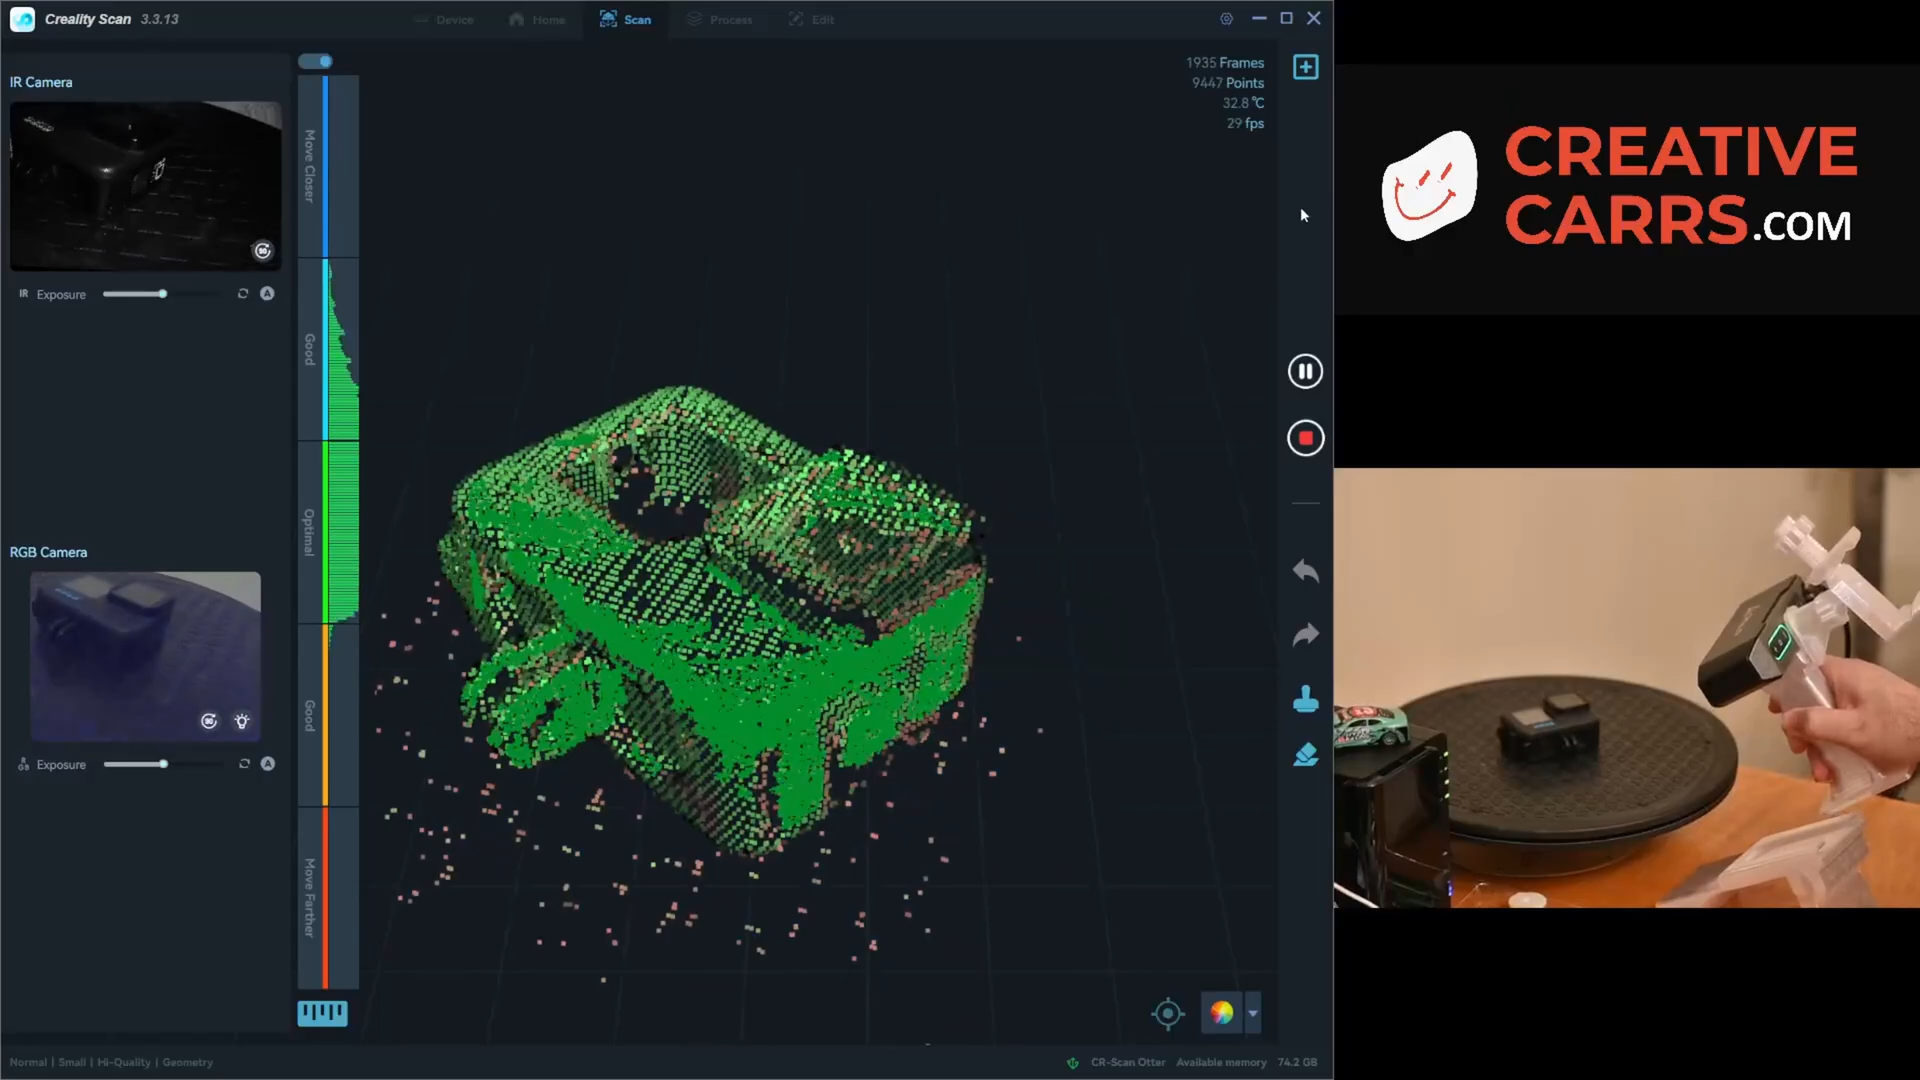 Creality Scan 3.3.13
Device
Home
Scan
Process
Edit
1935 Frames
9447 Points
32.8 ℃
29 fps
IR Camera
IR Exposure
A
RGB Camera
RGB Exposure
A
Move Closer
Good
Optimal
Good
Move Farther
Normal | Small | Hi-Quality | Geometry
CR-Scan Otter
Available memory 74.2 GB
CREATIVE
CARRS.COM